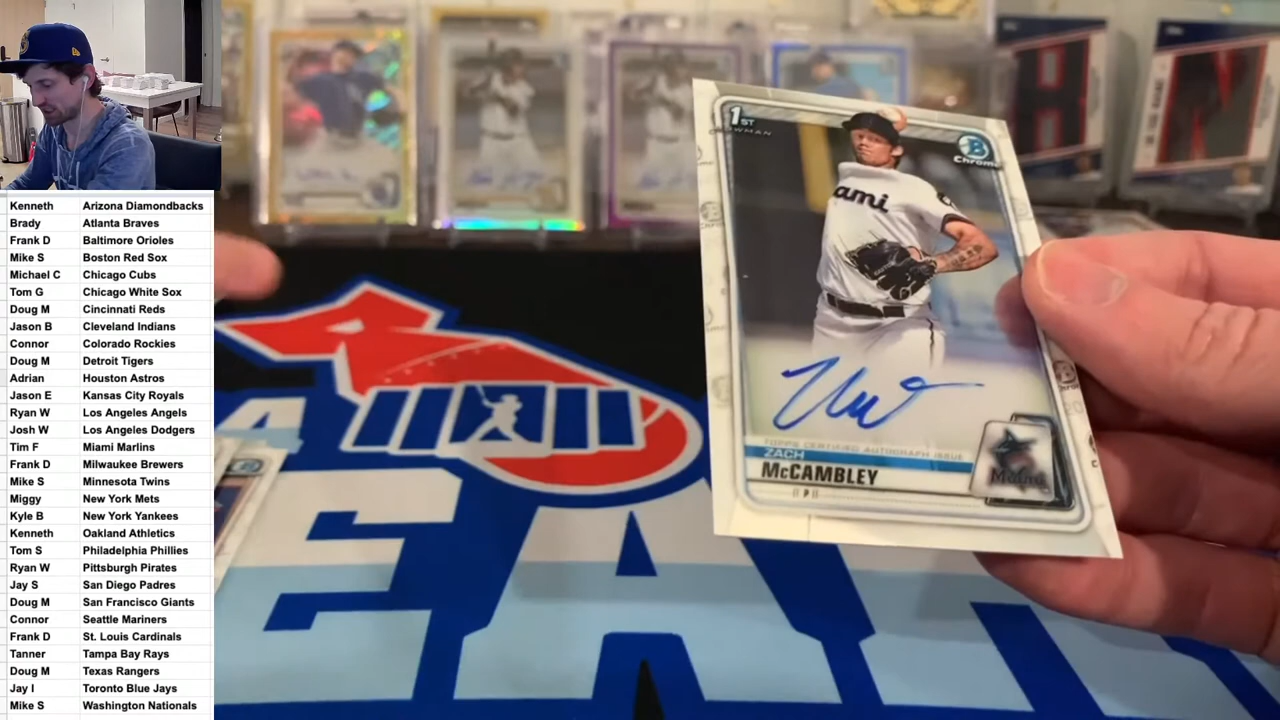 Kenneth Arizona Diamondbacks
Brady Atlanta Braves
Frank D Baltimore Orioles
Mike S Boston Red Sox
Michael C Chicago Cubs
Tom G Chicago White Sox
Doug M Cincinnati Reds
Jason B Cleveland Indians
Connor Colorado Rockies
Doug M Detroit Tigers
Adrian Houston Astros
Jason E Kansas City Royals
Ryan W Los Angeles Angels
Josh W Los Angeles Dodgers
Tim F Miami Marlins
Frank D Milwaukee Brewers
Mike S Minnesota Twins
Miggy New York Mets
Kyle B New York Yankees
Kenneth Oakland Athletics
Tom S Philadelphia Phillies
Ryan W Pittsburgh Pirates
Jay S San Diego Padres
Doug M San Francisco Giants
Connor Seattle Mariners
Frank D St. Louis Cardinals
Tanner Tampa Bay Rays
Doug M Texas Rangers
Jay I Toronto Blue Jays
Mike S Washington Nationals
1ST
BOWMAN
B
Chrome
ami
TOPPS CERTIFIED AUTOGRAPH ISSUE
ZACH
McCAMBLEY
P
Miami